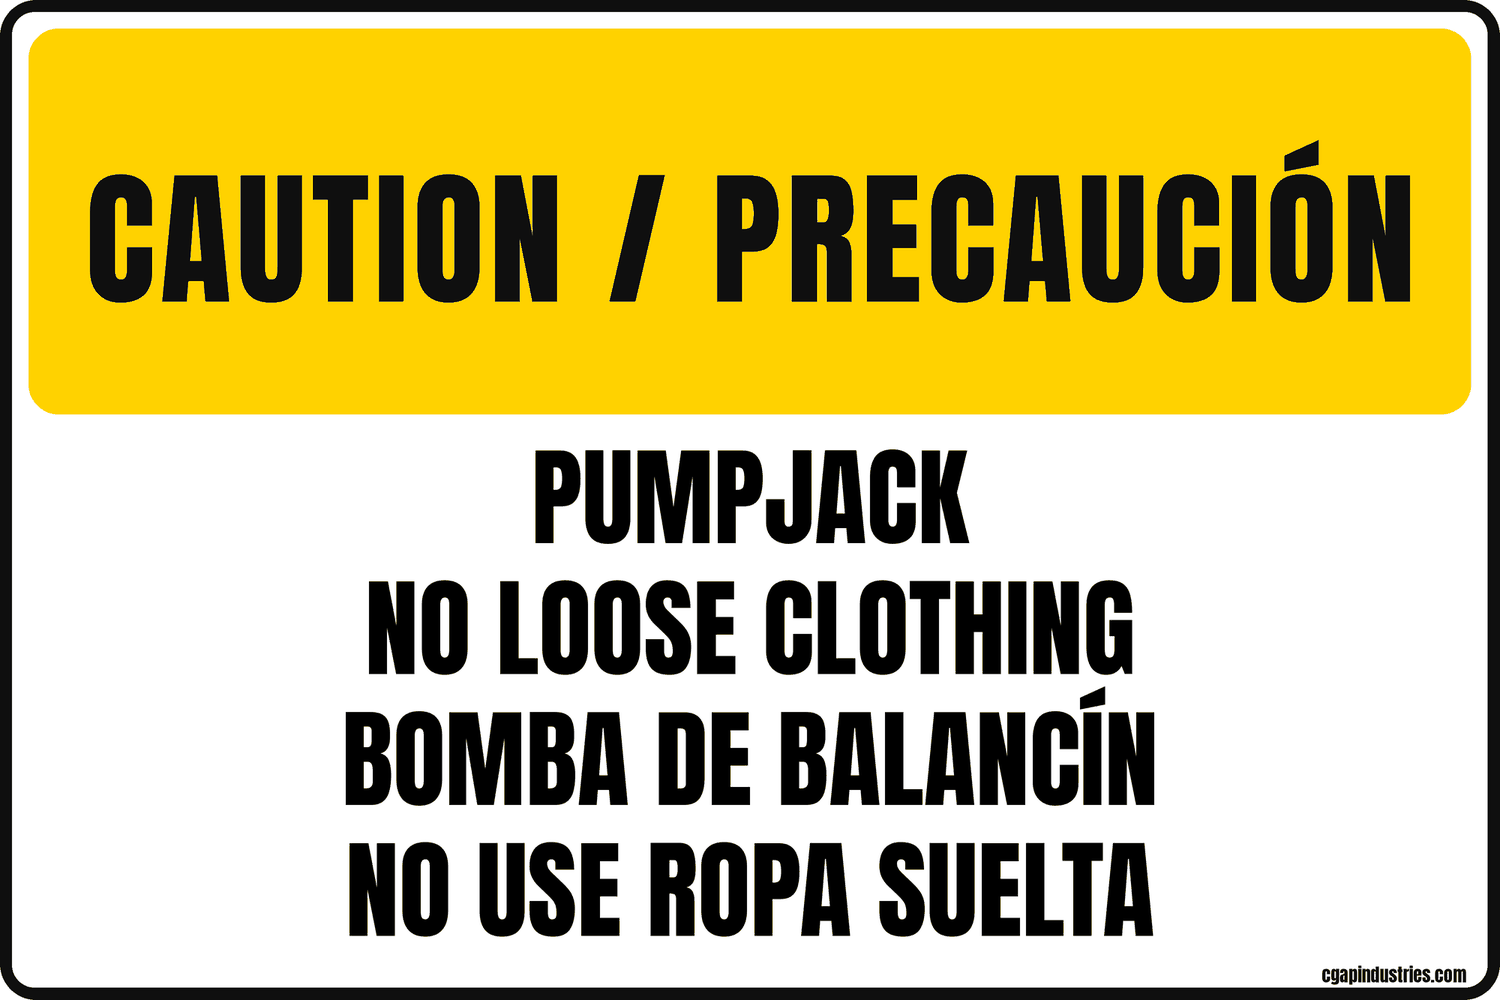 CAUTION / PRECAUCIÓN
PUMPJACK
NO LOOSE CLOTHING
BOMBA DE BALANCÍN
NO USE ROPA SUELTA
cgapindustries.com